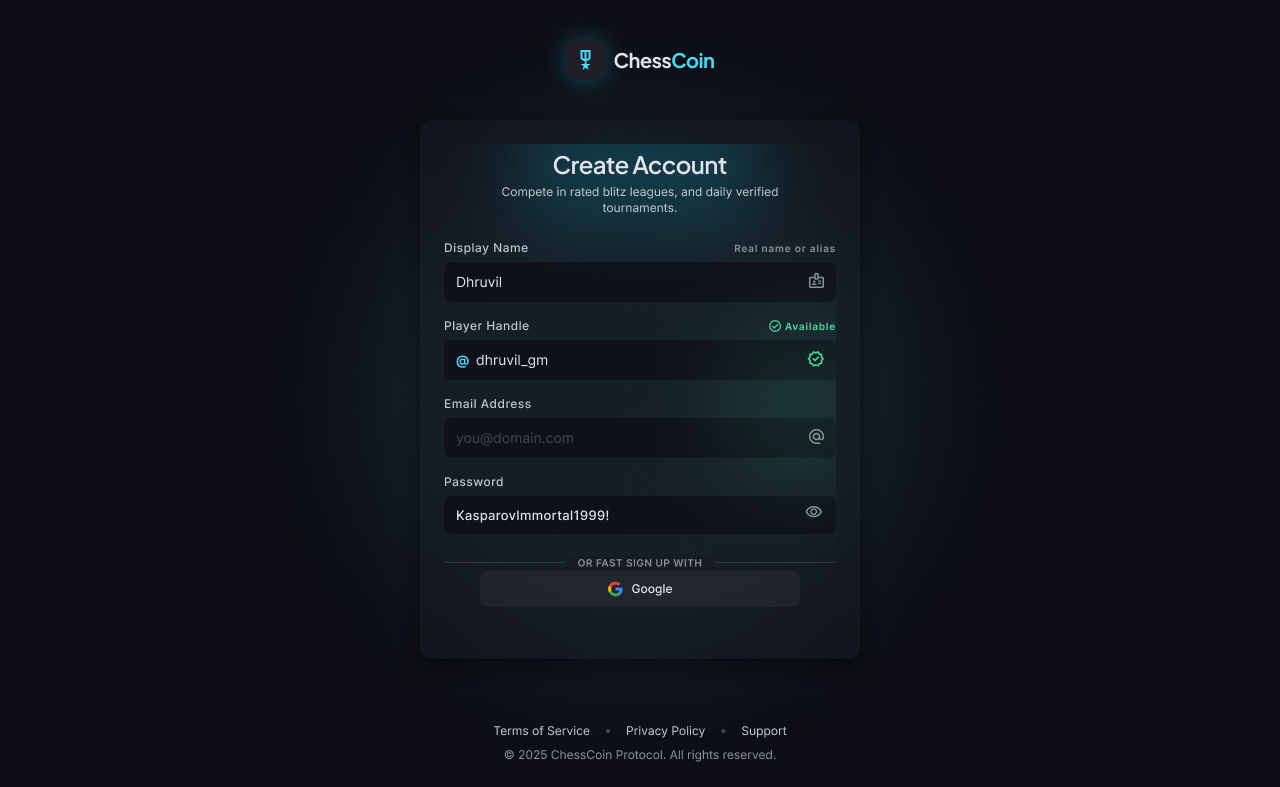 ChessCoin
Create Account
Compete in rated blitz leagues, and daily verified
tournaments.
Display Name Real name or alias
Dhruvil
Player Handle Available
@ dhruvil_gm
Email Address
you@domain.com
Password
KasparovImmortal1999!
OR FAST SIGN UP WITH
Google
Terms of Service • Privacy Policy • Support
© 2025 ChessCoin Protocol. All rights reserved.